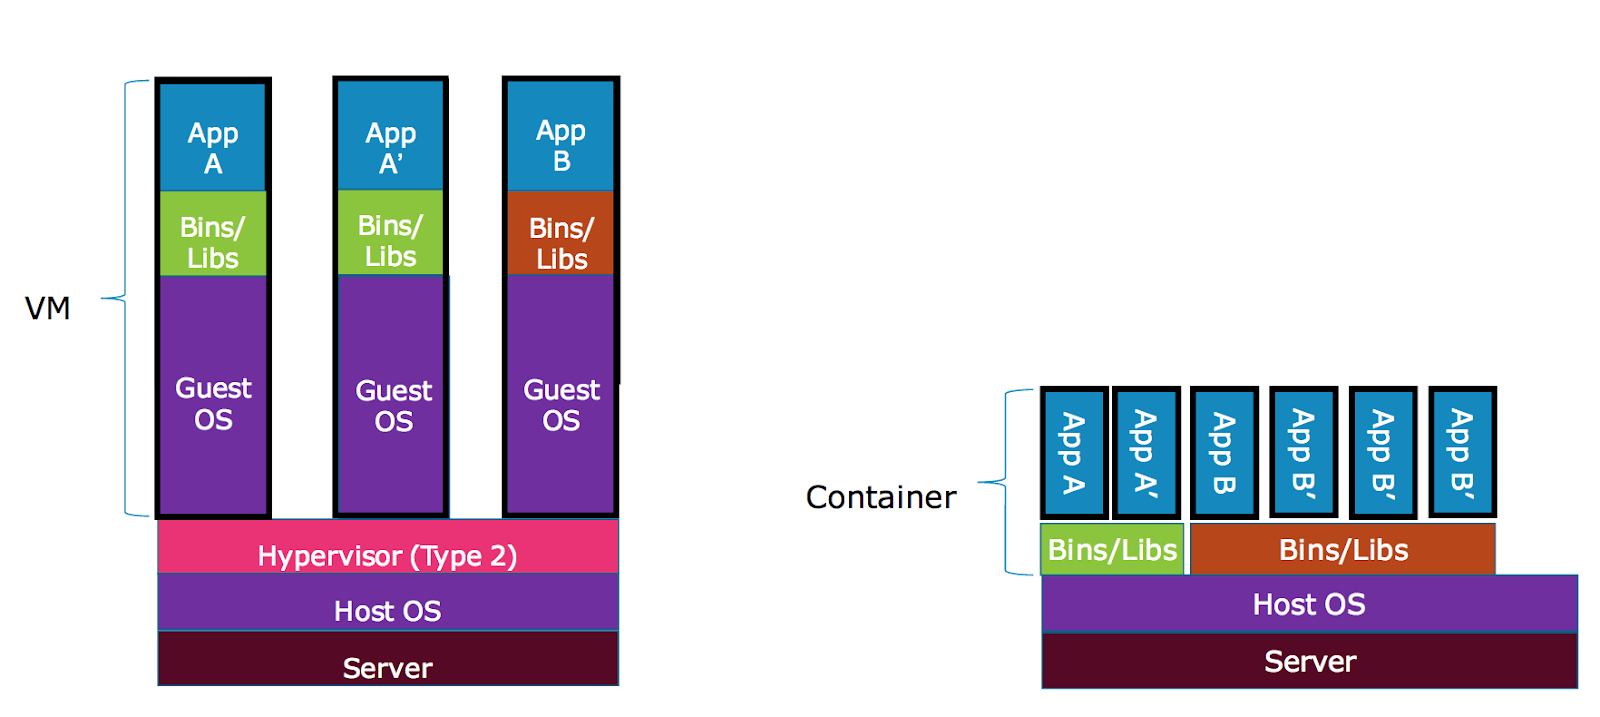 VM
App
A
Bins/
Libs
Guest
OS
App
A’
Bins/
Libs
Guest
OS
App
B
Bins/
Libs
Guest
OS
Hypervisor (Type 2)
Host OS
Server
Container
App A
App A’
App B
App B’
App B’
App B’
Bins/Libs
Bins/Libs
Host OS
Server